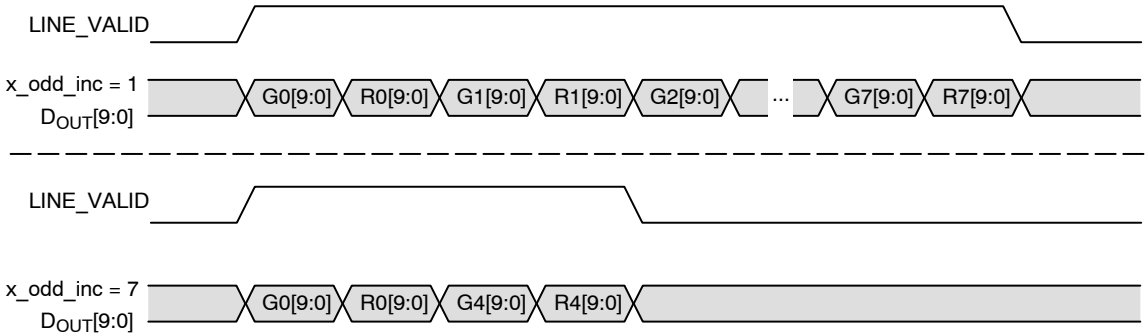 LINE_VALID
x_odd_inc = 1
DOUT[9:0]
G0[9:0] R0[9:0] G1[9:0] R1[9:0] G2[9:0] ... G7[9:0] R7[9:0]
LINE_VALID
x_odd_inc = 7
DOUT[9:0]
G0[9:0] R0[9:0] G4[9:0] R4[9:0]